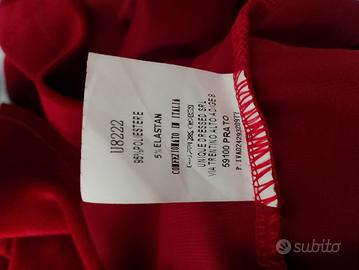 U8222
95%POLIESTERE
5%ELASTAN
CONFEZIONATO IN ITALIA
UNIQUE DRESSED SRL
VIA TRENTINO ALTO ADIGE 8
59100 PRATO
P. IVA02429320977
subito